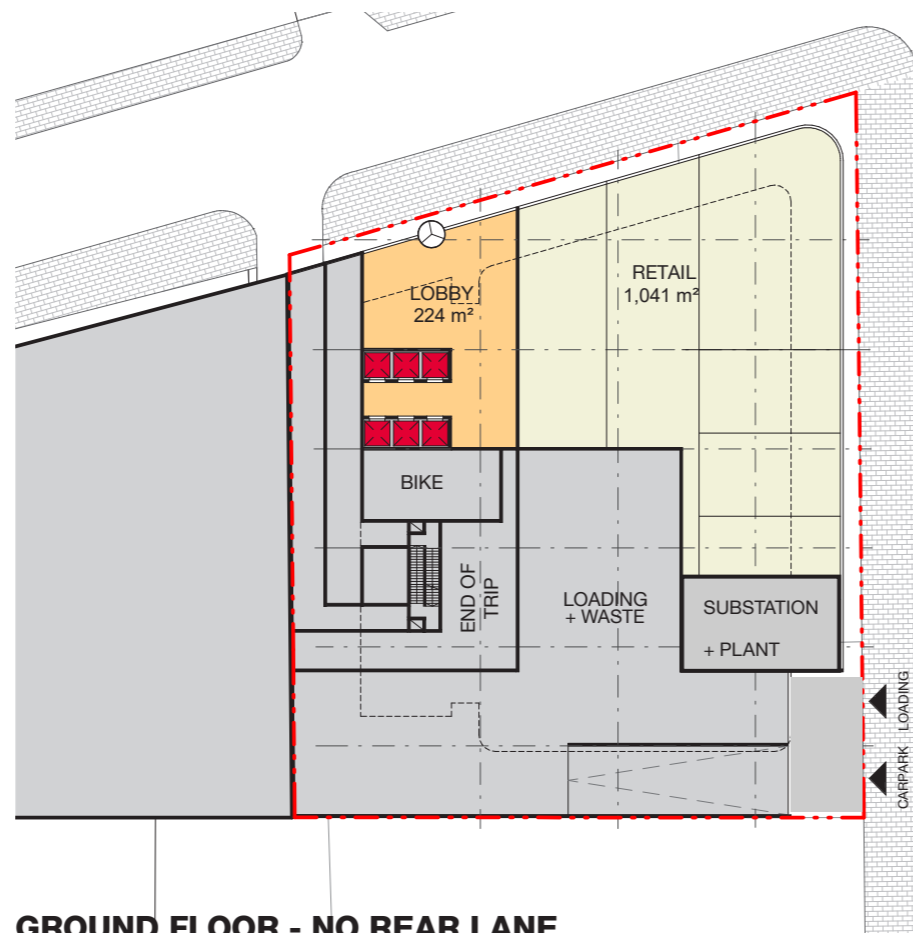 LOBBY
224 m²
RETAIL
1,041 m²
BIKE
END OF
TRIP
LOADING
+ WASTE
SUBSTATION
+ PLANT
LOADING
CARPARK
GROUND FLOOR - NO REAR LANE